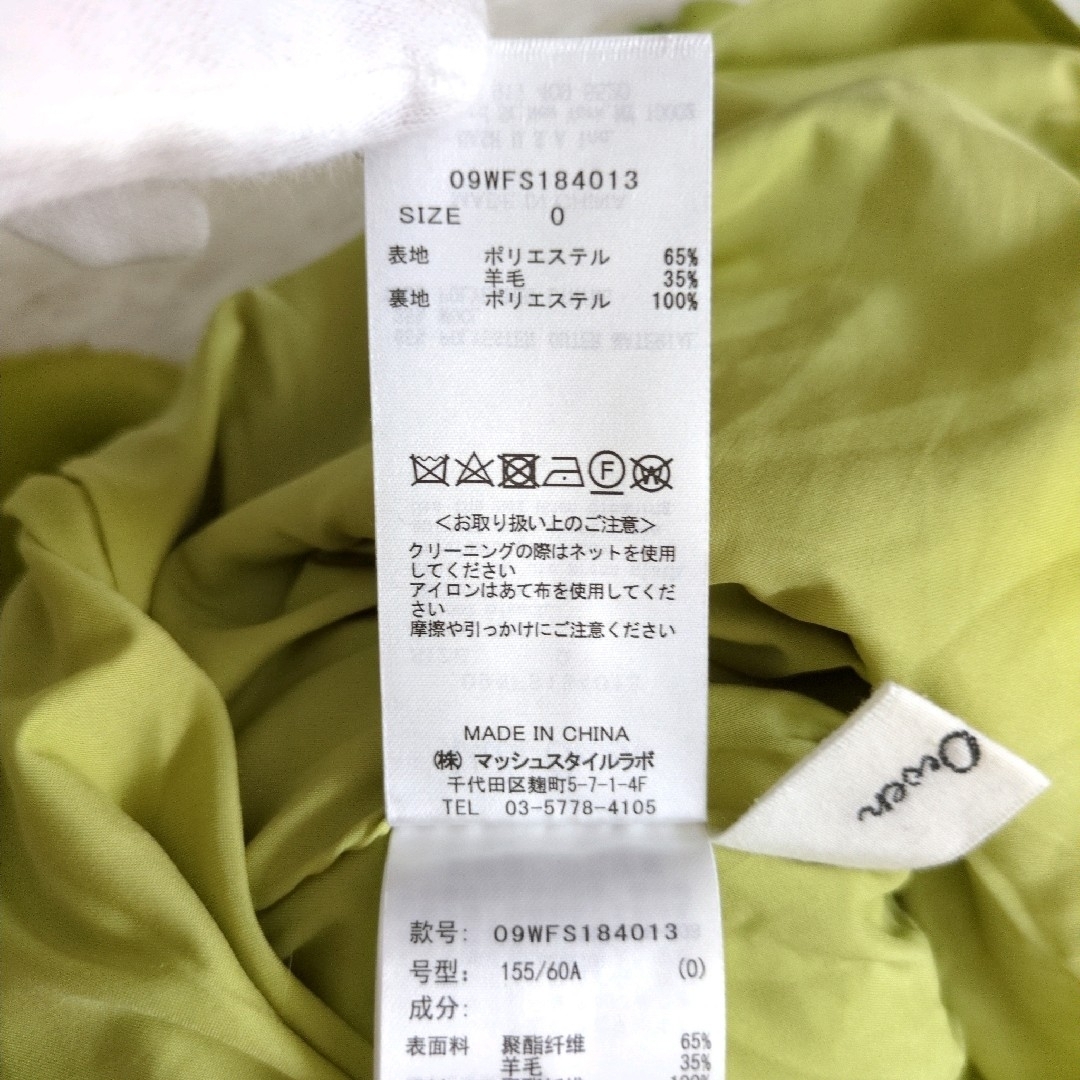 09WFS184013
SIZE 0
表地 ポリエステル 65%
羊毛 35%
裏地 ポリエステル 100%
F
W
<お取り扱い上のご注意>
クリーニングの際はネットを使用
してください
アイロンはあて布を使用してくだ
さい
摩擦や引っかけにご注意ください
MADE IN CHINA
㈱ マッシュスタイルラボ
千代田区麹町5-7-1-4F
TEL 03-5778-4105
款号: 09WFS184013
号型: 155/60A (0)
成分:
表面料 聚酯纤维 65%
羊毛 35%